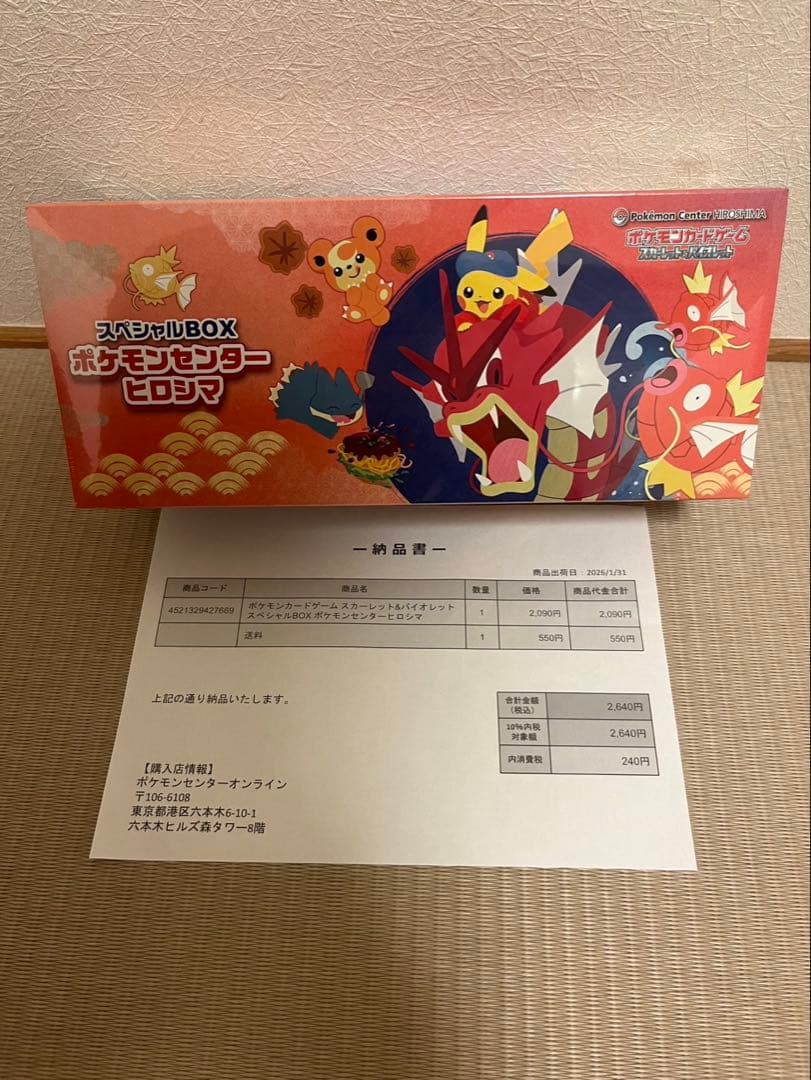 Pokémon Center HIROSHIMA
ポケモンカードゲーム
スカーレット&バイオレット
スペシャルBOX
ポケモンセンター
ヒロシマ
ー納品書ー
商品出荷日：2025/1/31
商品コード 商品名 数量 価格 商品代金合計
4521329427669 ポケモンカードゲーム スカーレット&バイオレット 1 2,090円 2,090円
スペシャルBOX ポケモンセンターヒロシマ
送料 1 550円 550円
上記の通り納品いたします。
合計金額
（税込） 2,640円
10%内税
対象額 2,640円
内消費税 240円
【購入店情報】
ポケモンセンターオンライン
〒106-6108
東京都港区六本木6-10-1
六本木ヒルズ森タワー8階